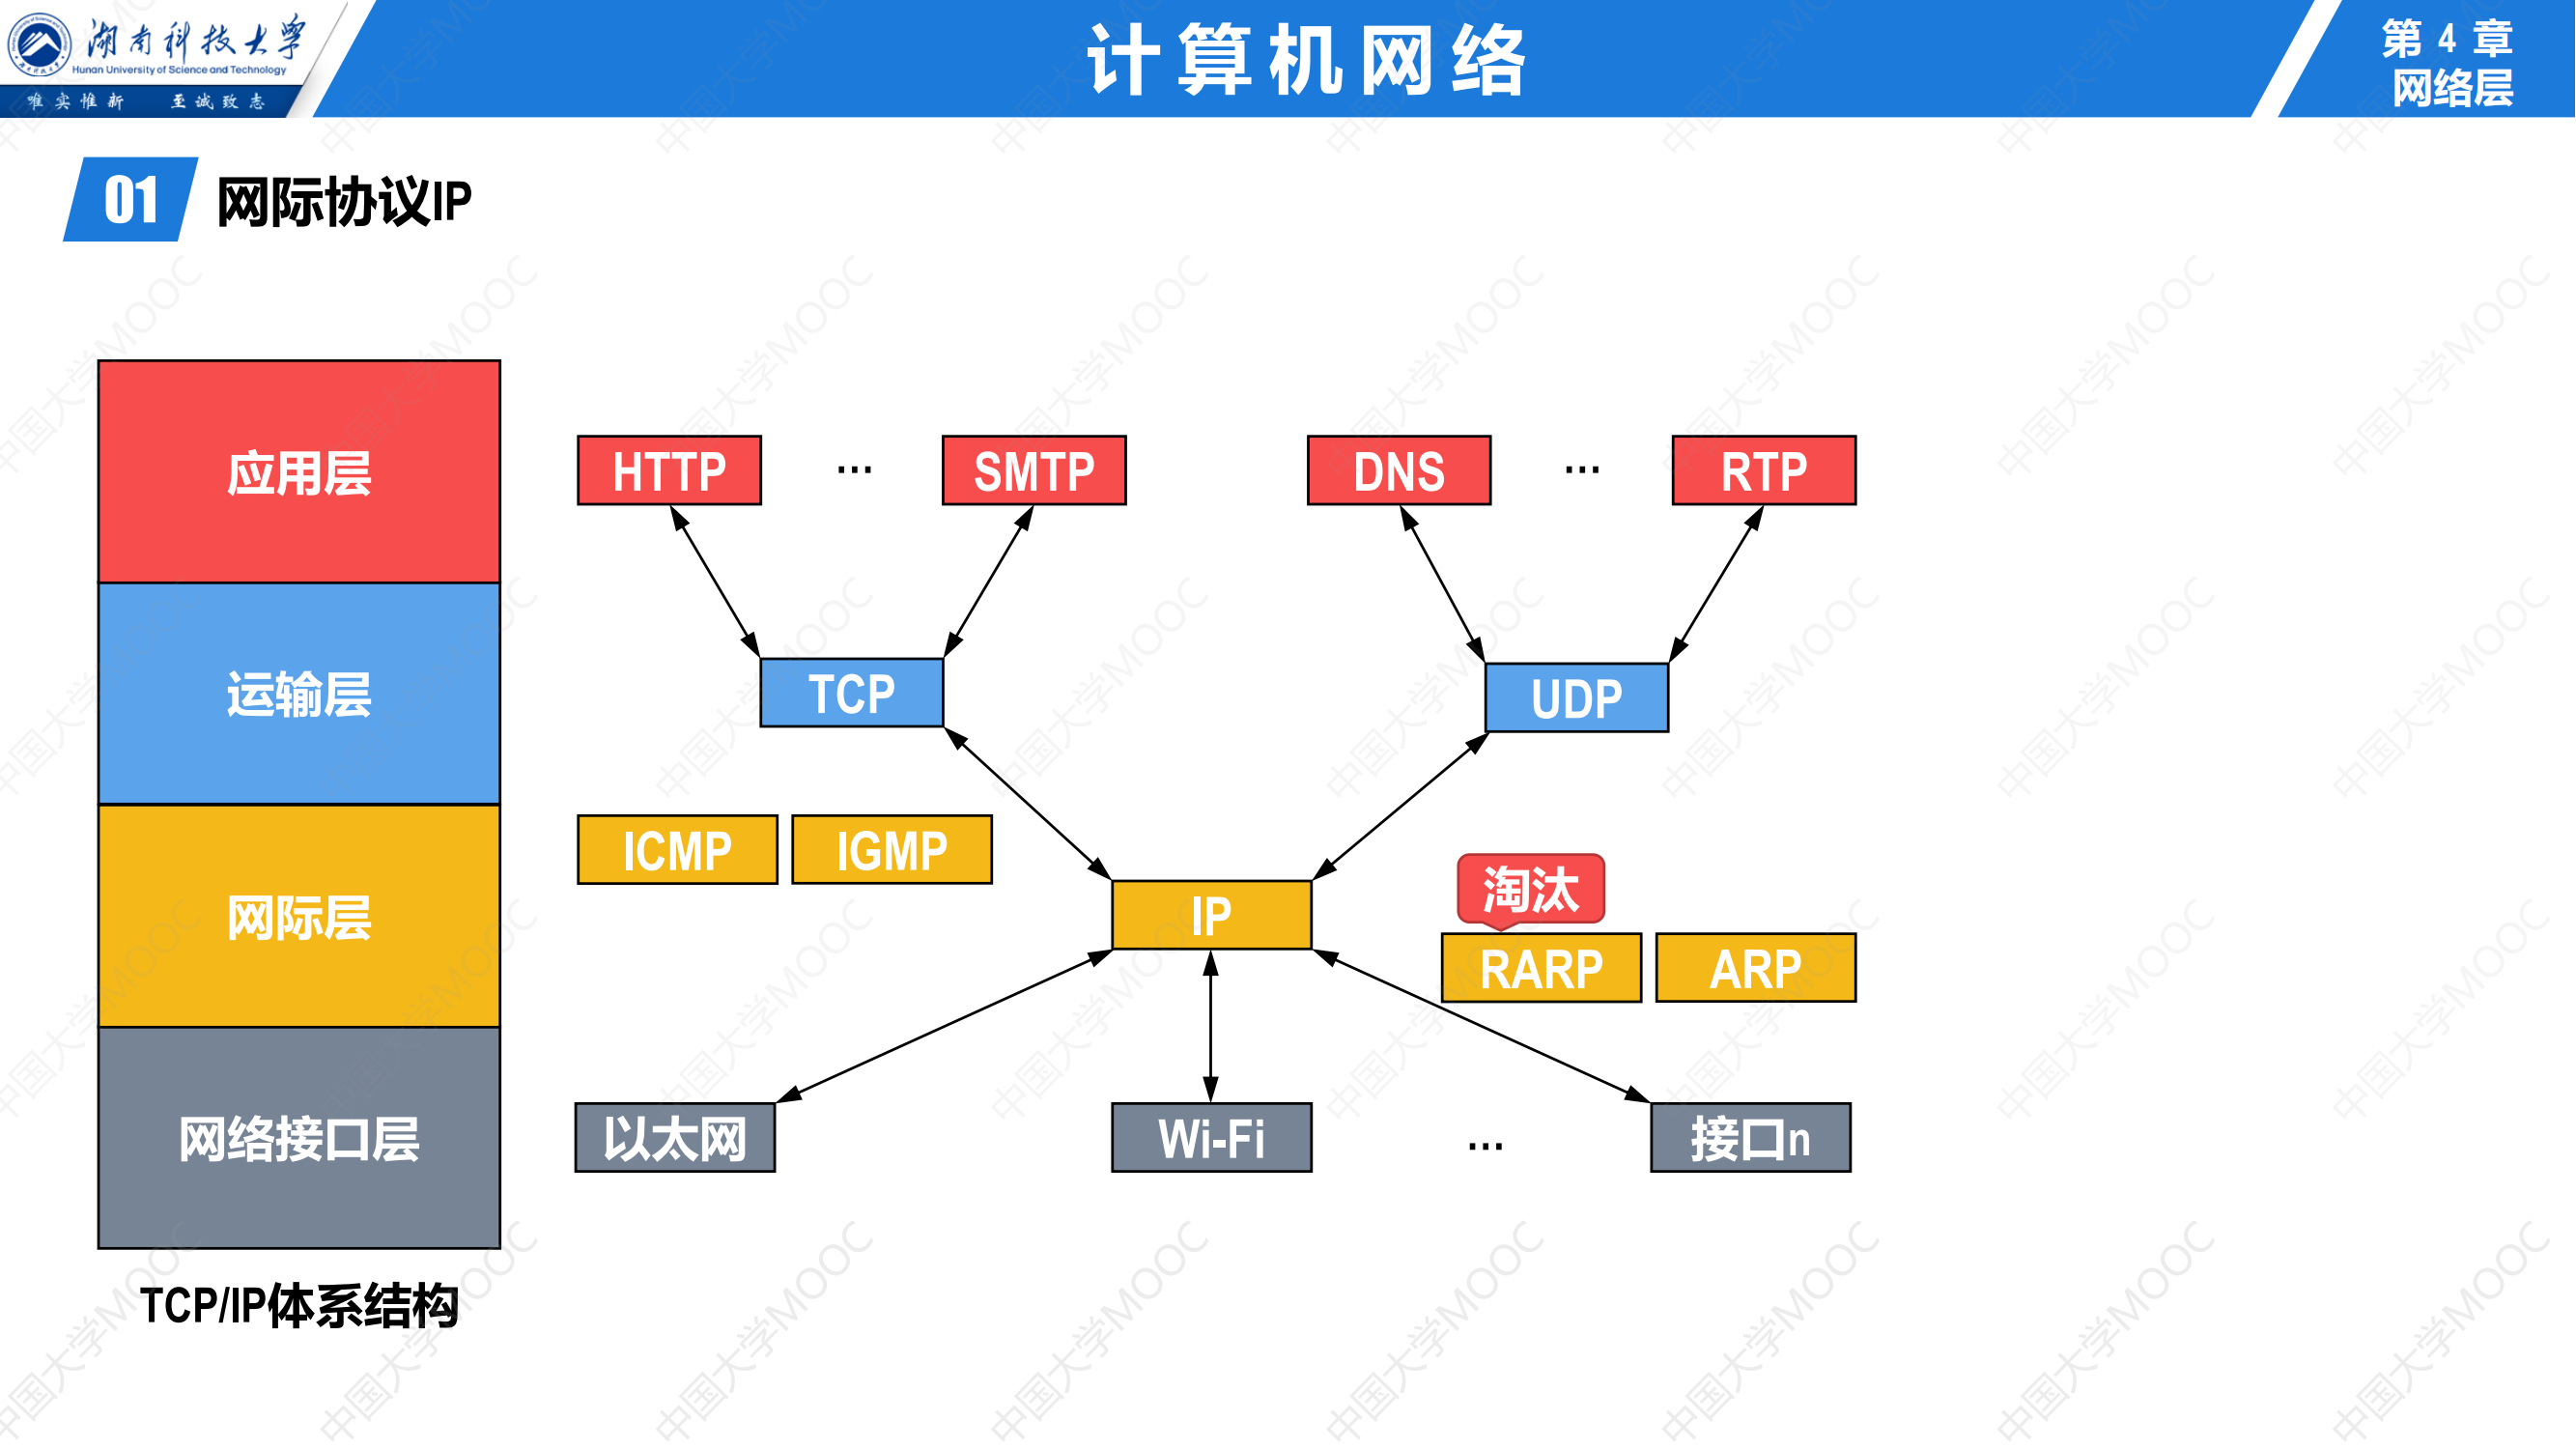 湖南科技大学
Hunan University of Science and Technology
唯实惟新 至诚致志
计算机网络
第 4 章
网络层
01 网际协议IP
应用层
HTTP … SMTP DNS … RTP
运输层
TCP UDP
ICMP IGMP
网际层
IP
淘汰
RARP ARP
网络接口层
以太网 Wi-Fi … 接口n
TCP/IP体系结构
中国大学MOOC